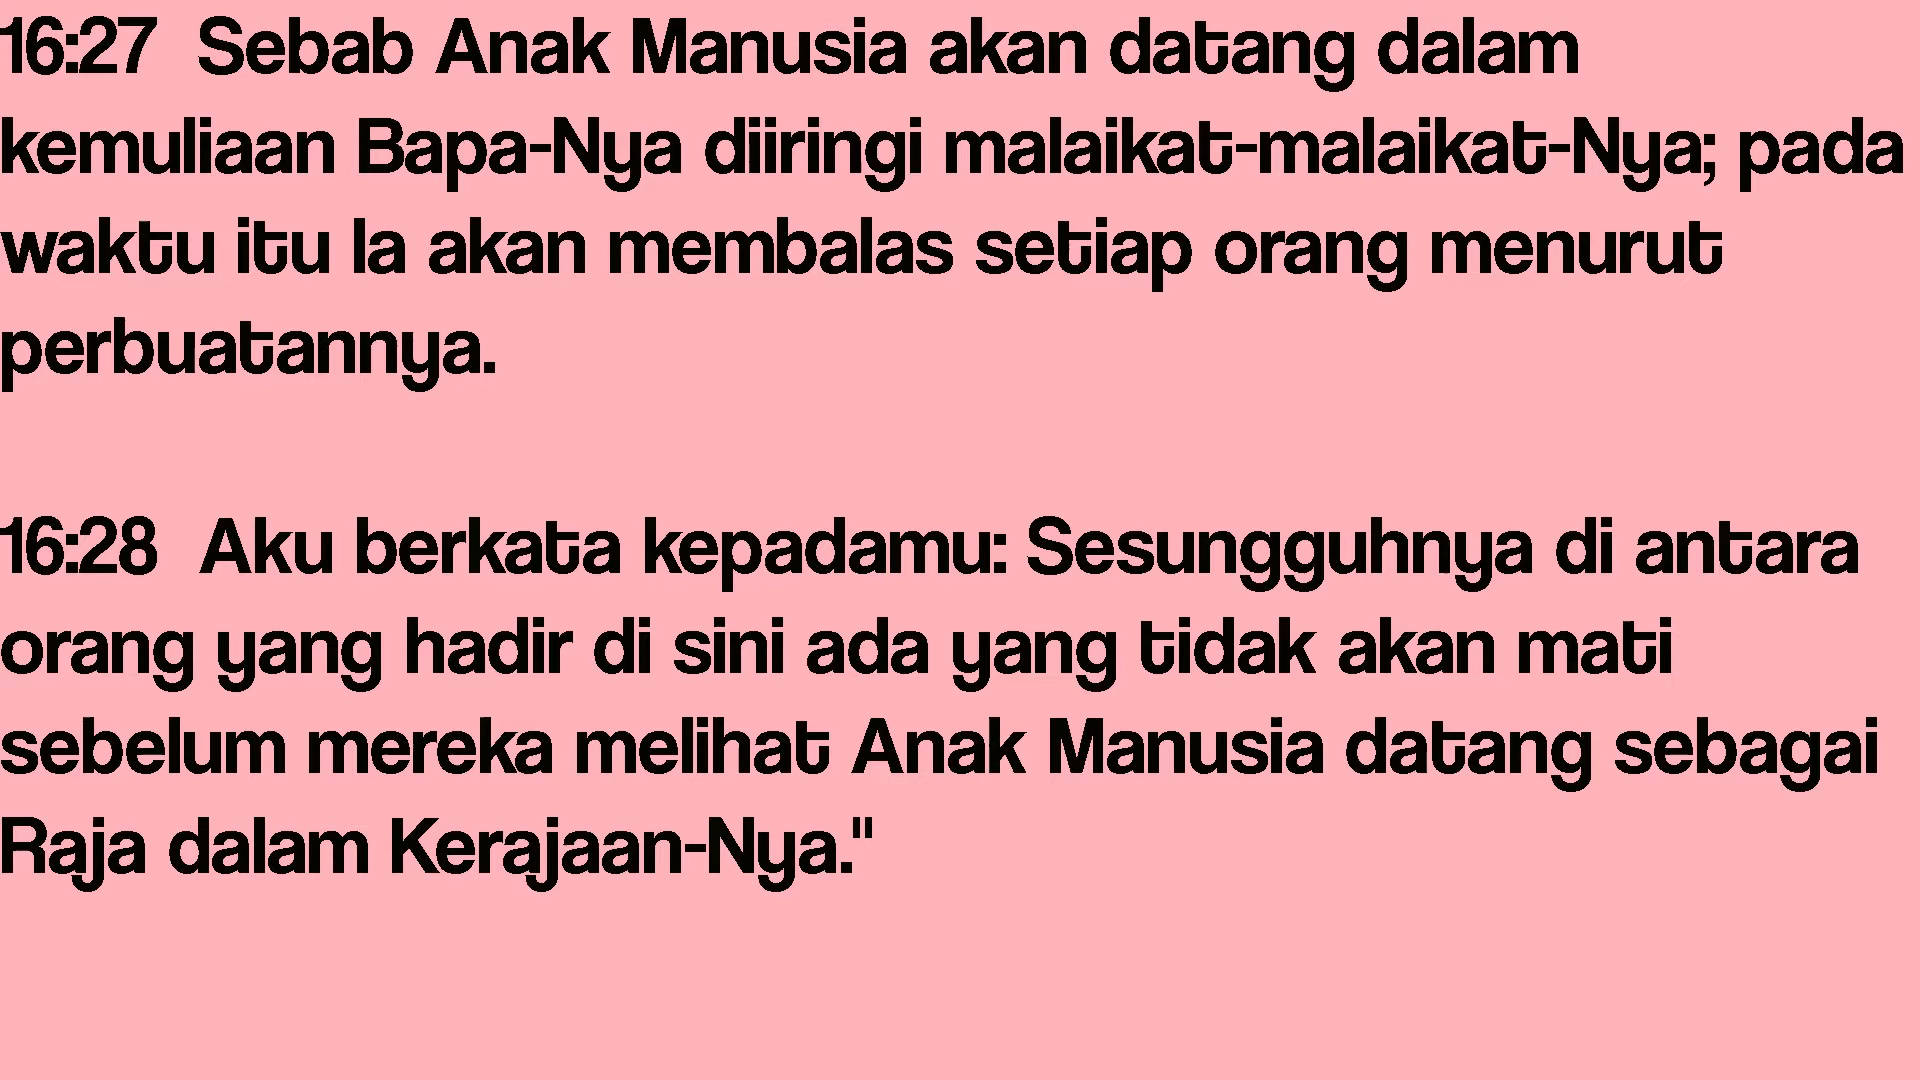 16:27  Sebab Anak Manusia akan datang dalam
kemuliaan Bapa-Nya diiringi malaikat-malaikat-Nya; pada
waktu itu Ia akan membalas setiap orang menurut
perbuatannya.
16:28  Aku berkata kepadamu: Sesungguhnya di antara
orang yang hadir di sini ada yang tidak akan mati
sebelum mereka melihat Anak Manusia datang sebagai
Raja dalam Kerajaan-Nya."